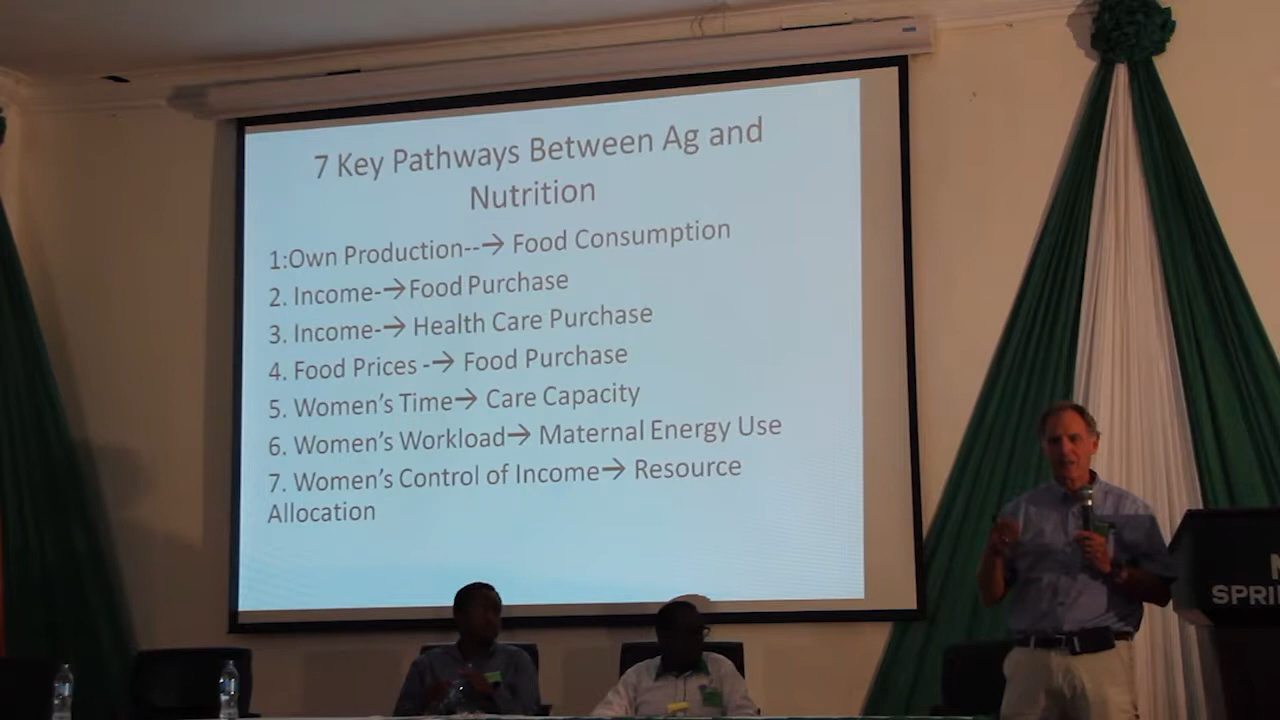 7 Key Pathways Between Ag and
Nutrition
1:Own Production--→ Food Consumption
2. Income-→Food Purchase
3. Income-→ Health Care Purchase
4. Food Prices -→ Food Purchase
5. Women's Time→ Care Capacity
6. Women's Workload→ Maternal Energy Use
7. Women's Control of Income→ Resource
Allocation
SPRI